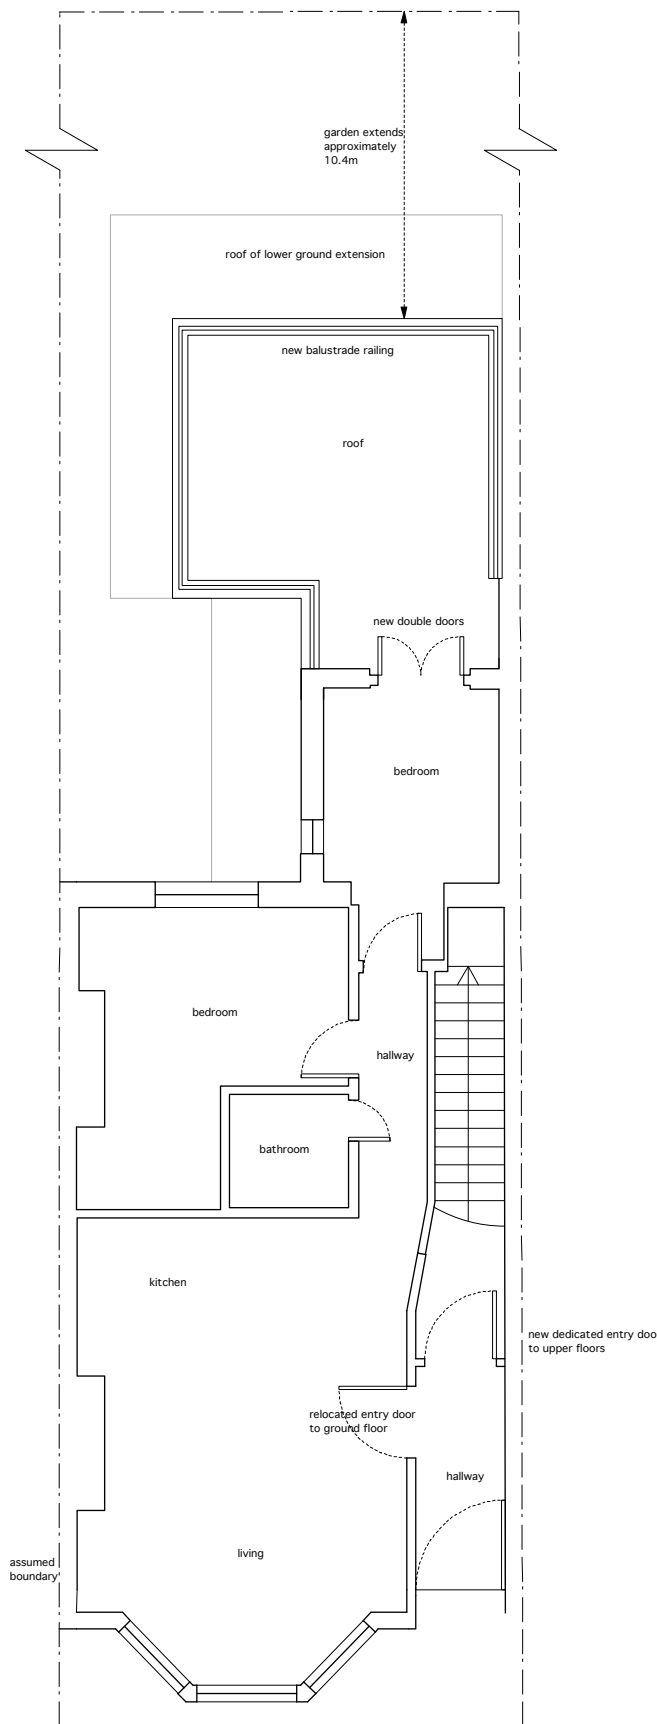 garden extends
approximately
10.4m
roof of lower ground extension
new balustrade railing
roof
new double doors
bedroom
bedroom
hallway
bathroom
kitchen
new dedicated entry doo
to upper floors
relocated entry door
to ground floor
hallway
living
assumed
boundary